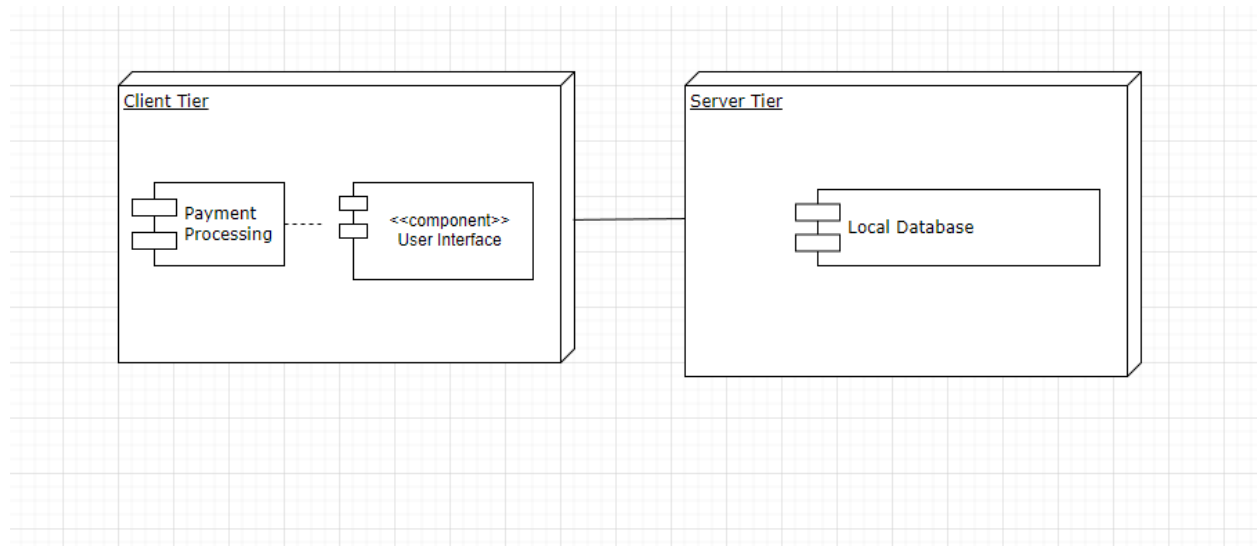 Client Tier
Payment
Processing
<<component>>
User Interface
Server Tier
Local Database